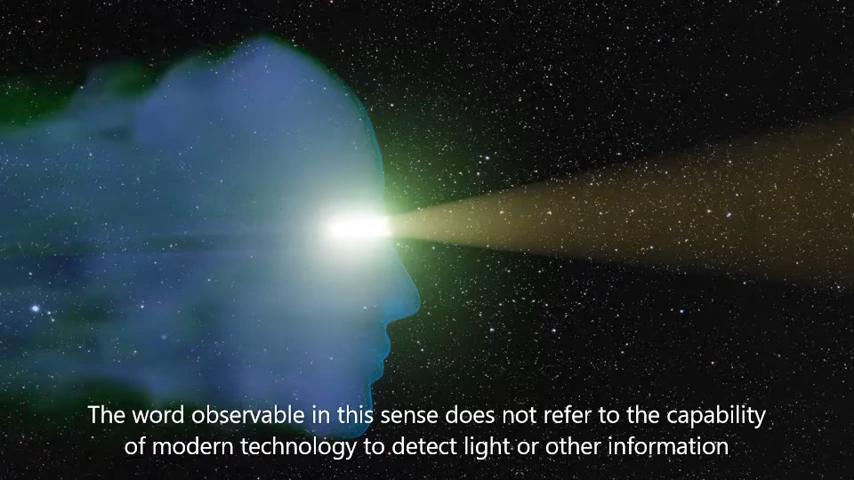 The word observable in this sense does not refer to the capability
of modern technology to detect light or other information